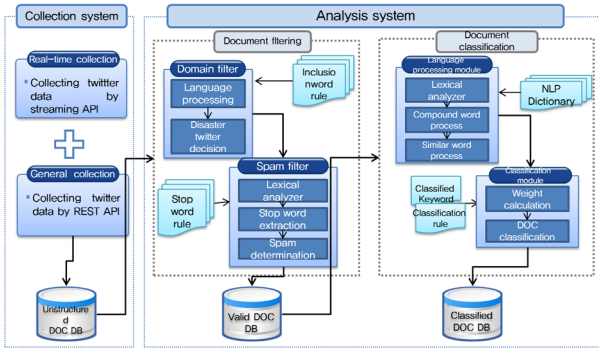 Collection system
Real-time collection
Collecting twittter
data by
streaming API
General collection
Collecting twitter
data by REST API
Unstructure
d
DOC DB
Analysis system
Document fitering
Domain filter
Language
processing
Disaster
twitter
decision
Inclusio
nword
rule
Spam filter
Lexical
analyzer
Stop word
extraction
Spam
determination
Stop
word
rule
Valid DOC
DB
Document
classification
Language
processing module
Lexical
analyzer
Compound word
process
Similar word
process
NLP
Dictionary
Classification
module
Weight
calculation
DOC
classification
Classified
Keyword
Classification
rule
Classified
DOC DB